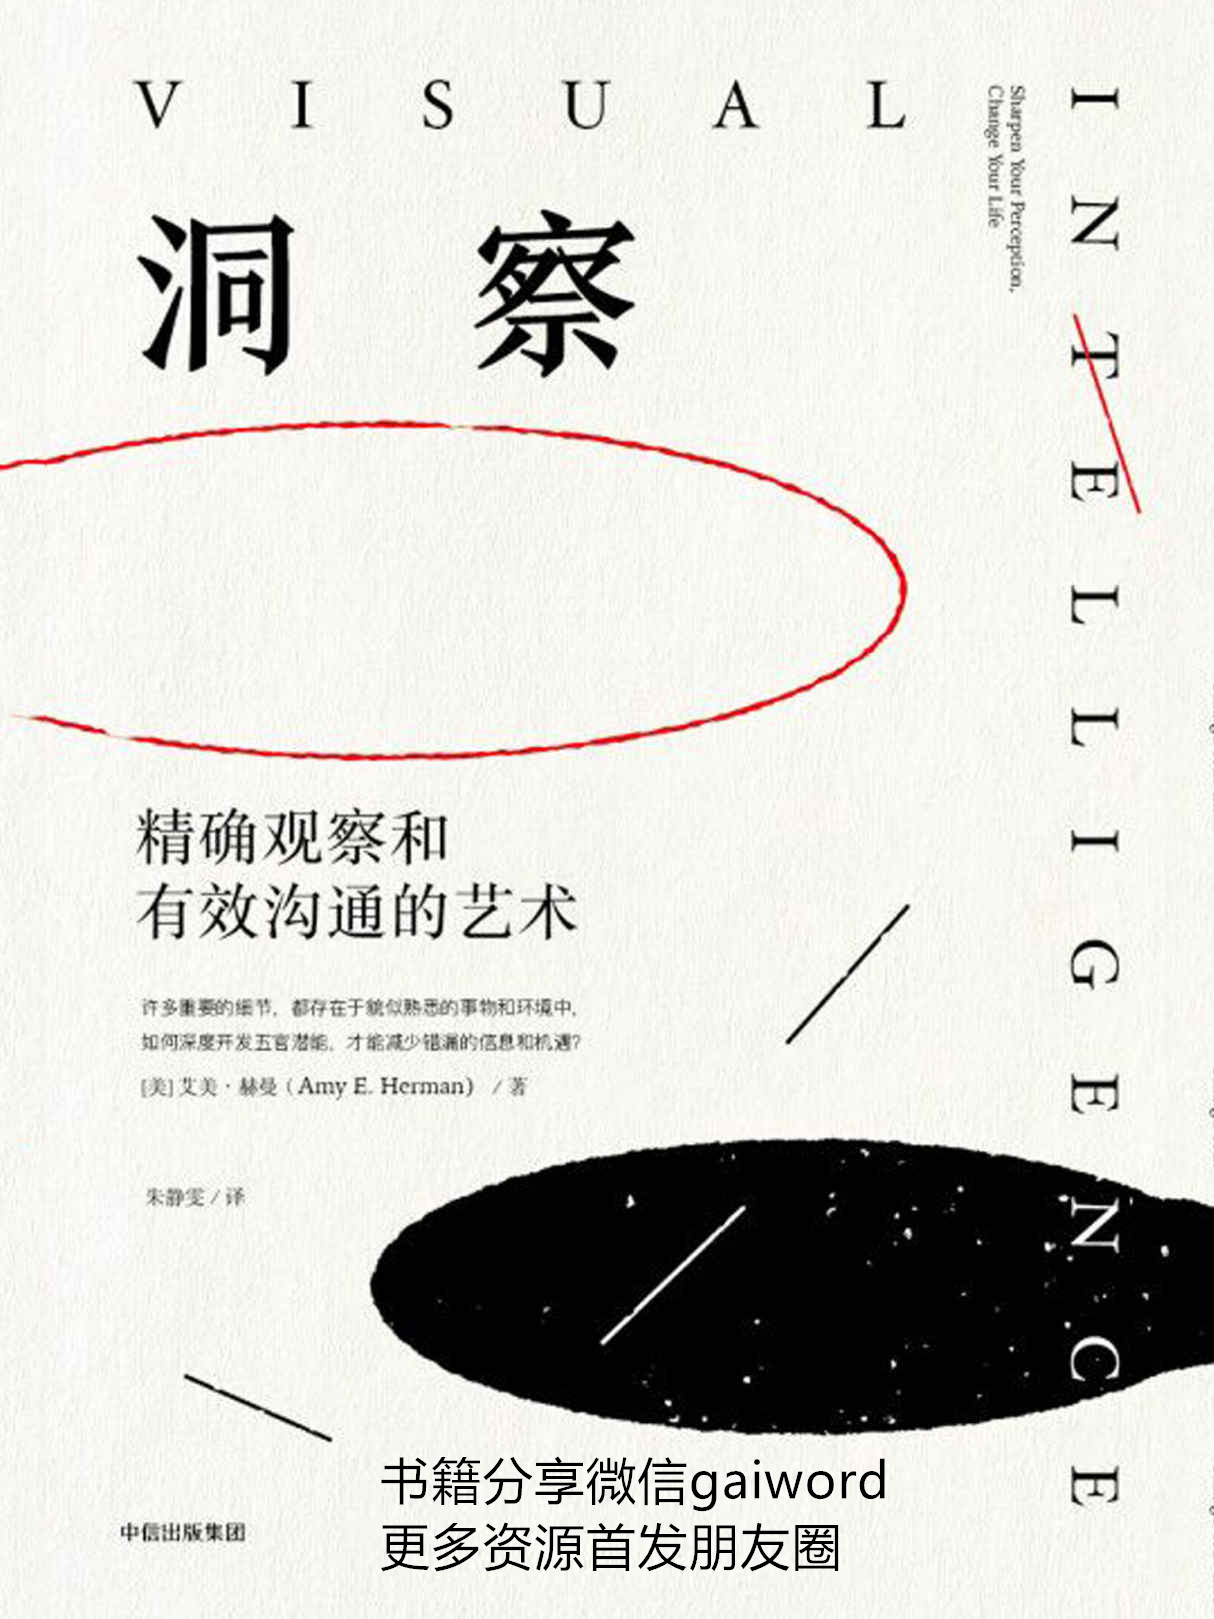 VISUAL
INTELLIGENCE
Sharpen Your Perception,
Change Your Life
洞察
精确观察和
有效沟通的艺术
许多重要的细节，都存在于貌似熟悉的事物和环境中，
如何深度开发五官潜能，才能减少错漏的信息和机遇？
[美] 艾美·赫曼（Amy E. Herman） / 著
朱静雯 / 译
书籍分享微信gaiword
更多资源首发朋友圈
中信出版集团